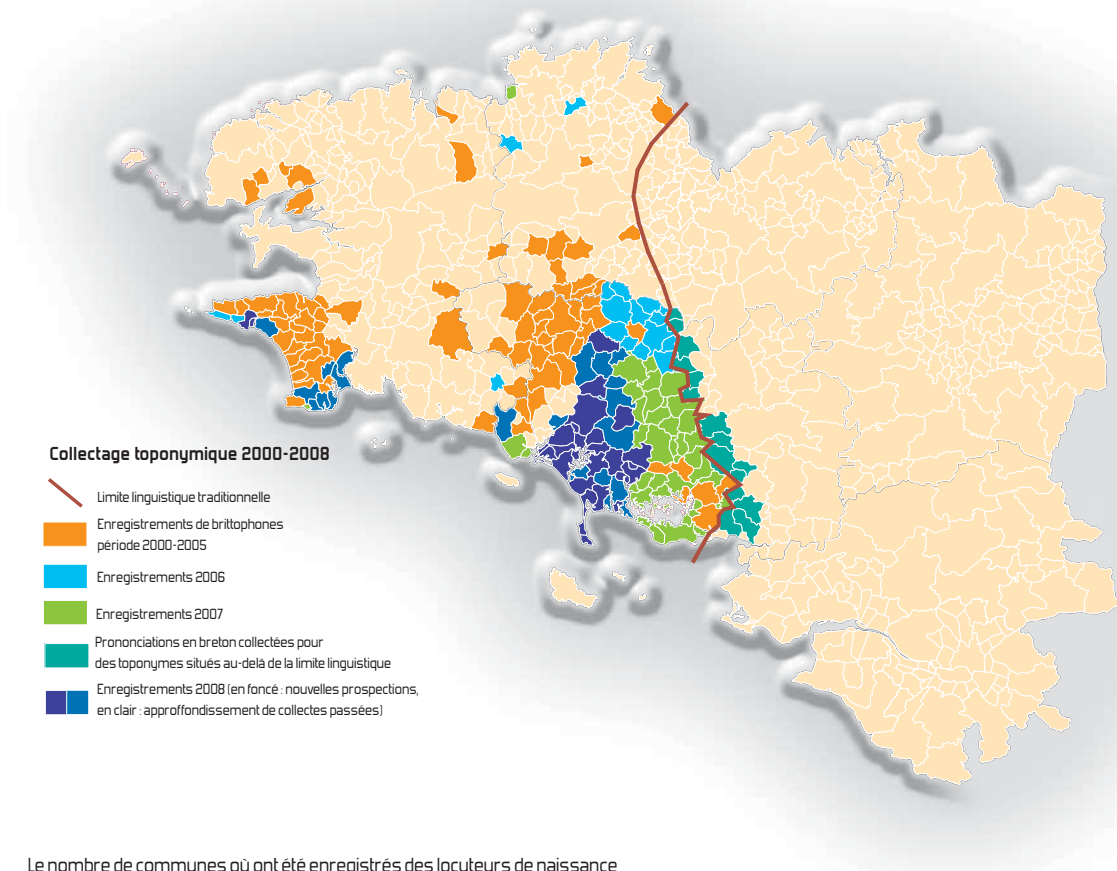 Collectage toponymique 2000-2008
Limite linguistique traditionnelle
Enregistrements de brittophones
période 2000-2005
Enregistrements 2006
Enregistrements 2007
Prononciations en breton collectées pour
des toponymes situés au-delà de la limite linguistique
Enregistrements 2008 (en foncé : nouvelles prospections,
en clair : approffondissement de collectes passées)
Le nombre de communes où ont été enregistrés des locuteurs de naissance